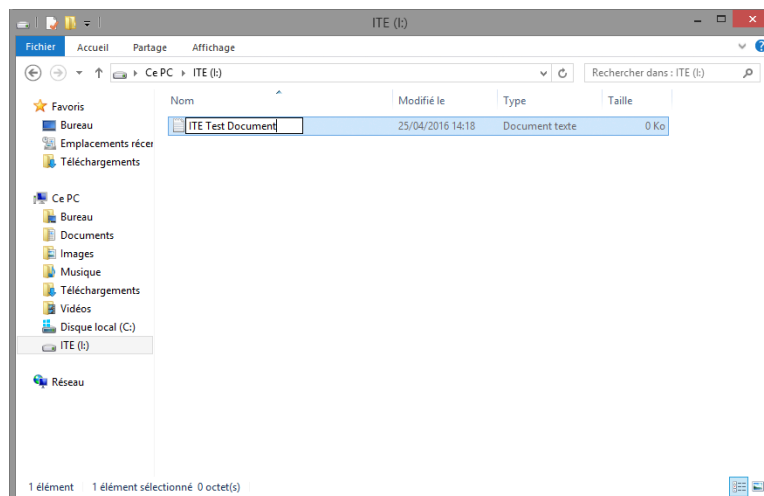 ITE (I:)
Fichier Accueil Partage Affichage
Ce PC ITE (I:) Rechercher dans : ITE (I:)
Nom Modifié le Type Taille
ITE Test Document 25/04/2016 14:18 Document texte 0 Ko
Favoris
Bureau
Emplacements récer
Téléchargements
Ce PC
Bureau
Documents
Images
Musique
Téléchargements
Vidéos
Disque local (C:)
ITE (I:)
Réseau
1 élément 1 élément sélectionné 0 octet(s)